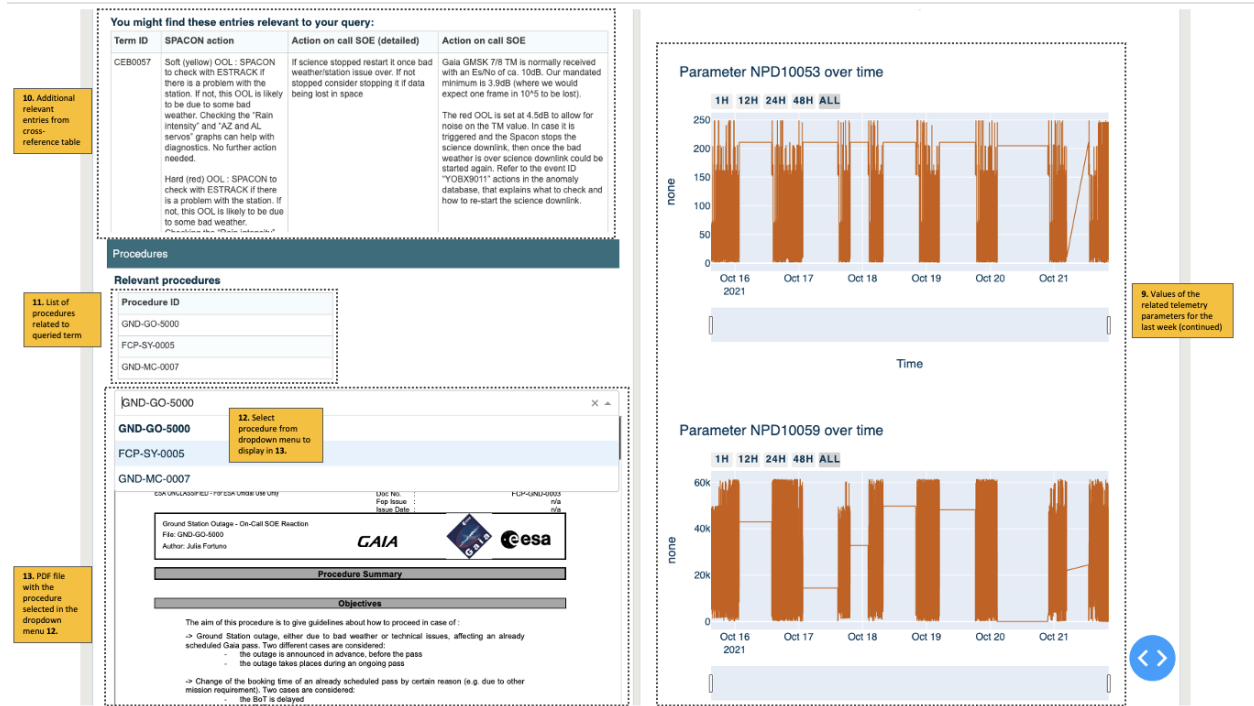 You might find these entries relevant to your query:
Term ID SPACON action Action on call SOE (detailed) Action on call SOE
CEB0057
Soft (yellow) OOL : SPACON
to check with ESTRACK if
there is a problem with the
station. If not, this OOL is likely
to be due to some bad
weather. Checking the "Rain
intensity" and "AZ and AL
servos" graphs can help with
diagnostics. No further action
needed.
Hard (red) OOL : SPACON to
check with ESTRACK if there
is a problem with the station. If
not, this OOL is likely to be due
to some bad weather.
Checking the "Rain intensity"
If science stopped restart it once bad
weather/station issue over. If not
stopped consider stopping it if data
being lost in space
Gaia GMSK 7/8 TM is normally received
with an Es/No of ca. 10dB. Our mandated
minimum is 3.9dB (where we would
expect one frame in 10^5 to be lost).
The red OOL is set at 4.5dB to allow for
noise on the TM value. In case it is
triggered and the Spacon stops the
science downlink, then once the bad
weather is over science downlink could be
started again. Refer to the event ID
"YOBX9011" actions in the anomaly
database, that explains what to check and
how to re-start the science downlink.
10. Additional
relevant
entries from
cross-
reference table
Procedures
Relevant procedures
Procedure ID
GND-GO-5000
FCP-SY-0005
GND-MC-0007
11. List of
procedures
related to
queried term
GND-GO-5000
GND-GO-5000
FCP-SY-0005
GND-MC-0007
12. Select
procedure from
dropdown menu to
display in 13.
ESA UNCLASSIFIED - For ESA Official Use Only
Doc No. : FCP-GND-0003
Fop Issue : n/a
Issue Date : n/a
Ground Station Outage - On-Call SOE Reaction
File: GND-GO-5000
Author: Julia Fortuno
GAIA
Gaia
esa
Procedure Summary
Objectives
The aim of this procedure is to give guidelines about how to proceed in case of :
-> Ground Station outage, either due to bad weather or technical issues, affecting an already
scheduled Gaia pass. Two different cases are considered:
- the outage is announced in advance, before the pass
- the outage takes places during an ongoing pass
-> Change of the booking time of an already scheduled pass by certain reason (e.g. due to other
mission requirement). Two cases are considered:
- the BoT is delayed
13. PDF file
with the
procedure
selected in the
dropdown
menu 12.
Parameter NPD10053 over time
1H 12H 24H 48H ALL
250
200
150
100
50
0
none
Oct 16 Oct 17 Oct 18 Oct 19 Oct 20 Oct 21
2021
Time
9. Values of the
related telemetry
parameters for the
last week (continued)
Parameter NPD10059 over time
1H 12H 24H 48H ALL
60k
40k
20k
0
none
Oct 16 Oct 17 Oct 18 Oct 19 Oct 20 Oct 21
2021